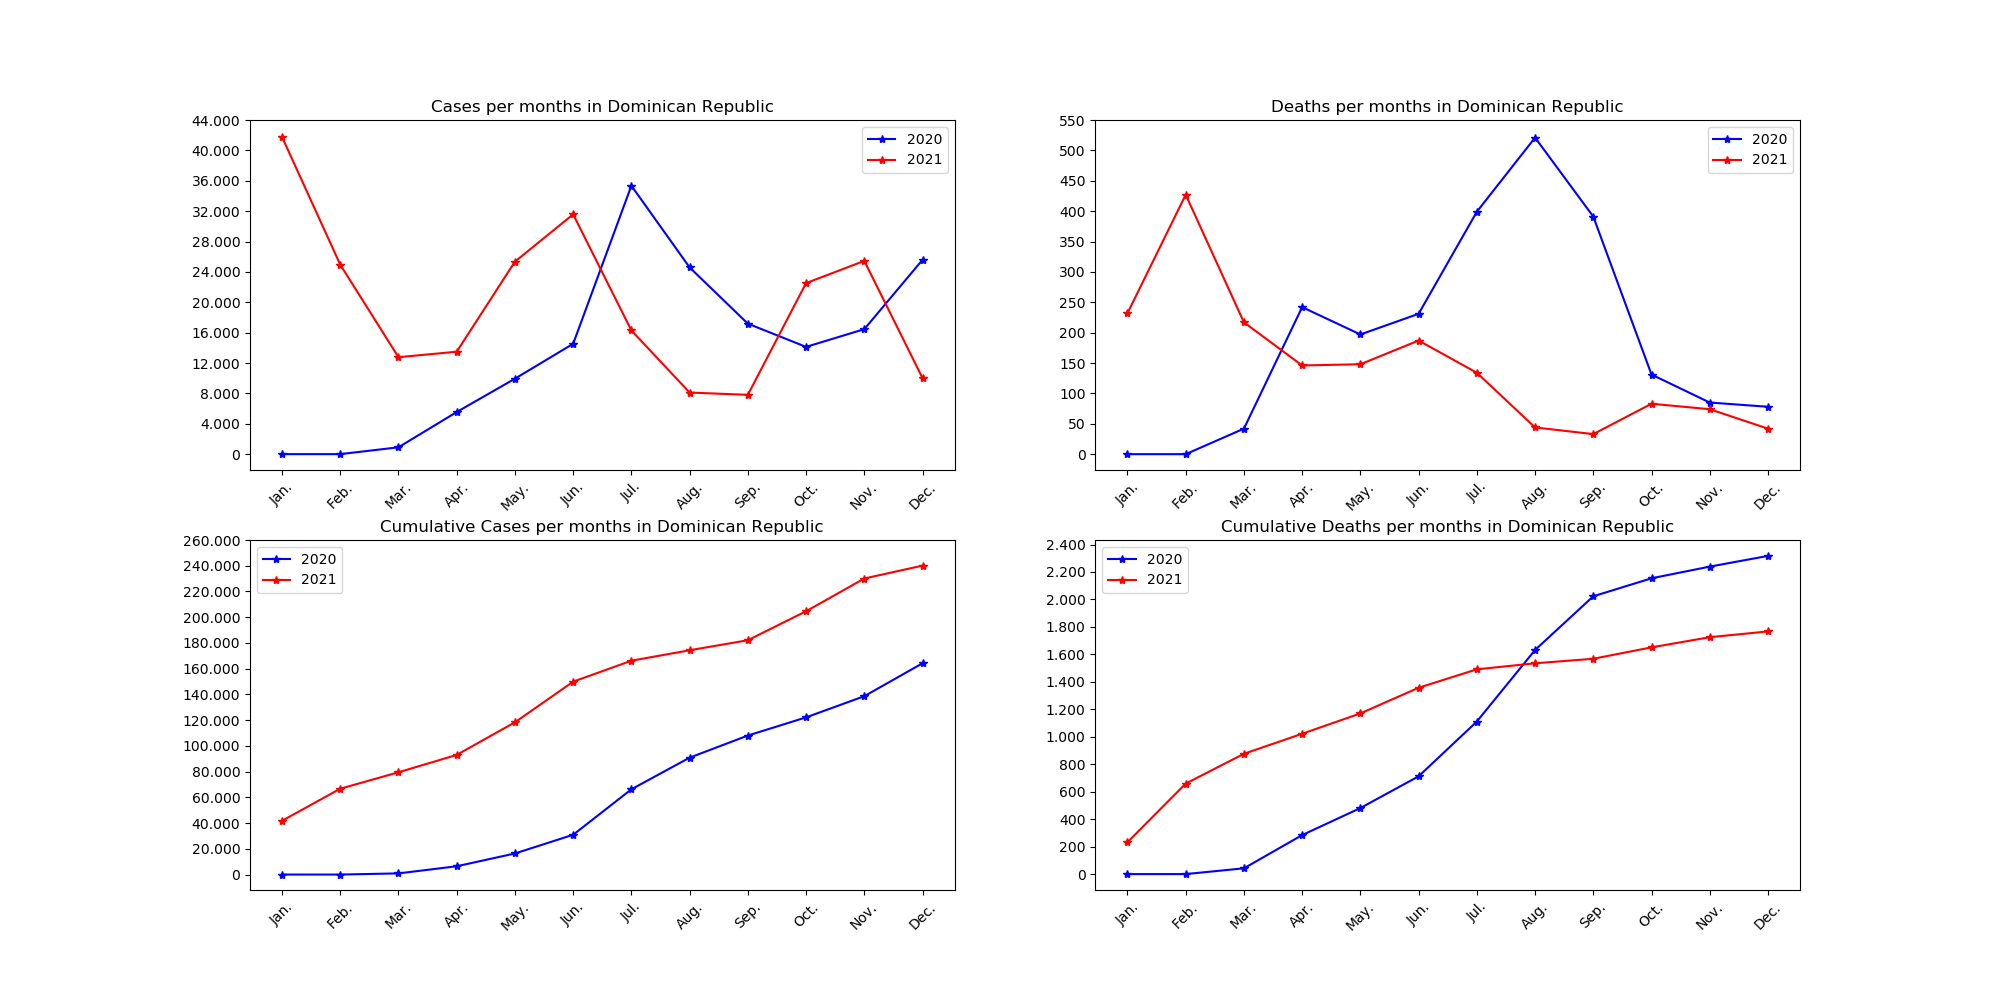 Cases per months in Dominican Republic
44.000
40.000
36.000
32.000
28.000
24.000
20.000
16.000
12.000
8.000
4.000
0
2020
2021
Jan.
Feb.
Mar.
Apr.
May.
Jun.
Jul.
Aug.
Sep.
Oct.
Nov.
Dec.
Deaths per months in Dominican Republic
550
500
450
400
350
300
250
200
150
100
50
0
2020
2021
Jan.
Feb.
Mar.
Apr.
May.
Jun.
Jul.
Aug.
Sep.
Oct.
Nov.
Dec.
Cumulative Cases per months in Dominican Republic
260.000
240.000
220.000
200.000
180.000
160.000
140.000
120.000
100.000
80.000
60.000
40.000
20.000
0
2020
2021
Jan.
Feb.
Mar.
Apr.
May.
Jun.
Jul.
Aug.
Sep.
Oct.
Nov.
Dec.
Cumulative Deaths per months in Dominican Republic
2.400
2.200
2.000
1.800
1.600
1.400
1.200
1.000
800
600
400
200
0
2020
2021
Jan.
Feb.
Mar.
Apr.
May.
Jun.
Jul.
Aug.
Sep.
Oct.
Nov.
Dec.